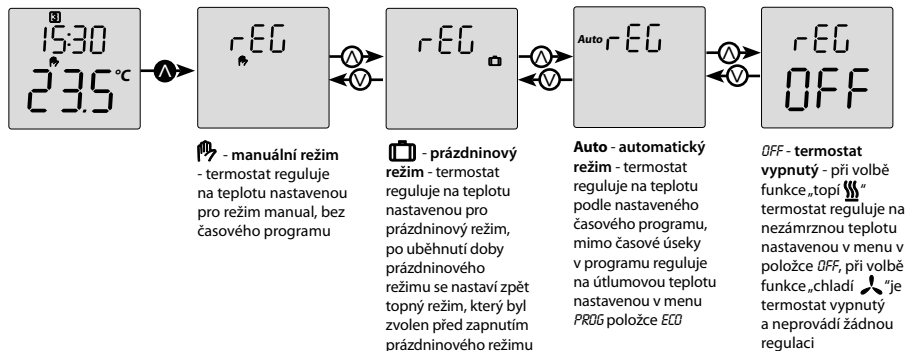 3
15:30
23.5 °C
rEG
rEG
Auto rEG
rEG
OFF
- manuální režim
- termostat reguluje
na teplotu nastavenou
pro režim manual, bez
časového programu
- prázdninový
režim - termostat
reguluje na teplotu
nastavenou pro
prázdninový režim,
po uběhnutí doby
prázdninového
režimu se nastaví zpět
topný režim, který byl
zvolen před zapnutím
prázdninového režimu
Auto - automatický
režim - termostat
reguluje na teplotu
podle nastaveného
časového programu,
mimo časové úseky
v programu reguluje
na útlumovou teplotu
nastavenou v menu
PROG položce ECO
OFF - termostat
vypnutý - při volbě
funkce „topí “
termostat reguluje na
nezámrznou teplotu
nastavenou v menu v
položce OFF, při volbě
funkce „chladí “je
termostat vypnutý
a neprovádí žádnou
regulaci